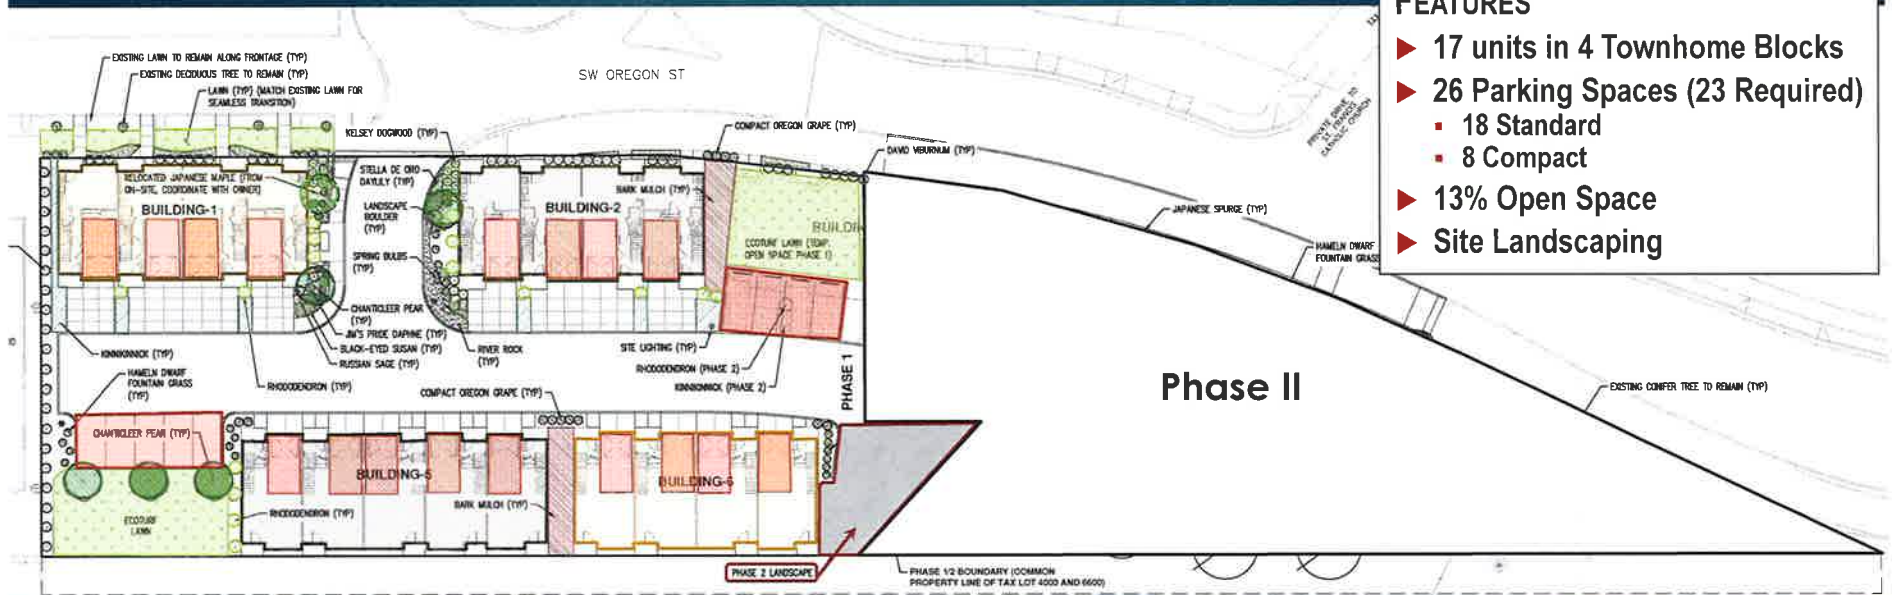 FEATURES
17 units in 4 Townhome Blocks
26 Parking Spaces (23 Required)
18 Standard
8 Compact
13% Open Space
Site Landscaping
EXISTING LAWN TO REMAIN ALONG FRONTAGE (TYP)
EXISTING DECIDUOUS TREE TO REMAIN (TYP)
LAWN (TYP) (MATCH EXISTING LAWN FOR
SEAMLESS TRANSITION)
SW OREGON ST
PRIVATE DRIVE TO
ST. FRANCIS
CATHOLIC CHURCH
KELSEY DOGWOOD (TYP)
COMPACT OREGON GRAPE (TYP)
DAVID VIBURNUM (TYP)
STELLA DE ORO
DAYLILY (TYP)
RELOCATED JAPANESE MAPLE (FROM
ON-SITE, COORDINATE WITH OWNER)
BARK MULCH (TYP)
BUILDING-1
LANDSCAPE
BOULDER
(TYP)
BUILDING-2
JAPANESE SPURGE (TYP)
BUILDIN
ECOTURF LAWN (TEMP.
OPEN SPACE PHASE 1)
SPRING BULBS
(TYP)
HAMELN DWARF
FOUNTAIN GRASS
CHANTICLEER PEAR
(TYP)
JIM'S PRIDE DAPHNE (TYP)
BLACK-EYED SUSAN (TYP)
RUSSIAN SAGE (TYP)
RIVER ROCK
(TYP)
SITE LIGHTING (TYP)
KINNIKINNICK (TYP)
RHODODENDRON (PHASE 2)
KINNIKINNICK (PHASE 2)
HAMELN DWARF
FOUNTAIN GRASS
(TYP)
RHODODENDRON (TYP)
COMPACT OREGON GRAPE (TYP)
PHASE 1
Phase II
EXISTING CONIFER TREE TO REMAIN (TYP)
CHANTICLEER PEAR (TYP)
BUILDING-5
BUILDING-6
BARK MULCH (TYP)
RHODODENDRON (TYP)
ECOTURF
LAWN
PHASE 2 LANDSCAPE
PHASE 1/2 BOUNDARY (COMMON
PROPERTY LINE OF TAX LOT 4000 AND 6600)